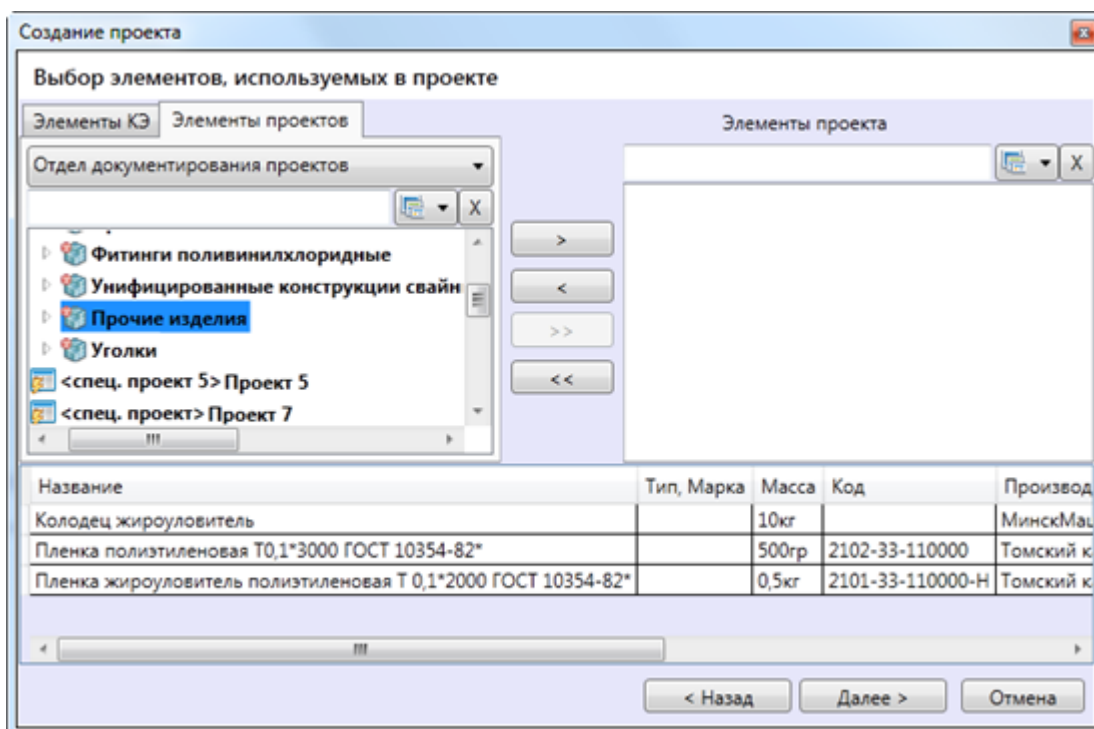 Создание проекта
Выбор элементов, используемых в проекте
Элементы КЭ Элементы проектов
Элементы проекта
Отдел документирования проектов
X
X
Фитинги поливинилхлоридные
Унифицированные конструкции свайн
Прочие изделия
Уголки
<спец. проект 5> Проект 5
<спец. проект> Проект 7
>
<
>>
<<
Название Тип, Марка Масса Код Производ
Колодец жироуловитель 10кг МинскМаш
Пленка полиэтиленовая Т0,1*3000 ГОСТ 10354-82* 500гр 2102-33-110000 Томский к
Пленка жироуловитель полиэтиленовая Т 0,1*2000 ГОСТ 10354-82* 0,5кг 2101-33-110000-Н Томский к
< Назад Далее > Отмена